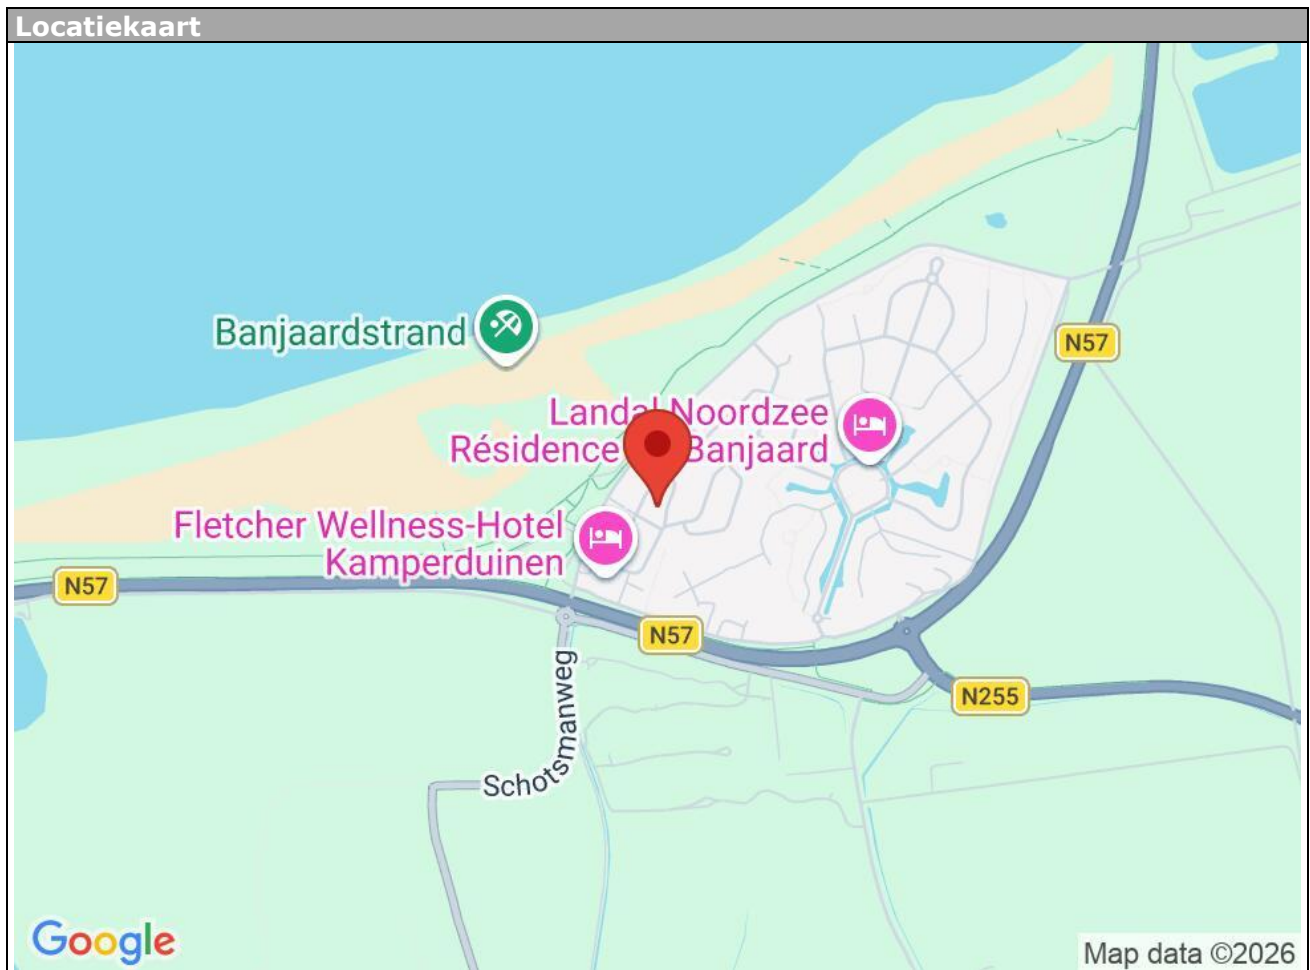 Locatiekaart
Banjaardstrand
N57
Landal Noordzee
Résidence Banjaard
Fletcher Wellness-Hotel
Kamperduinen
N57
N57
N255
Schotsmanweg
Google
Map data ©2026